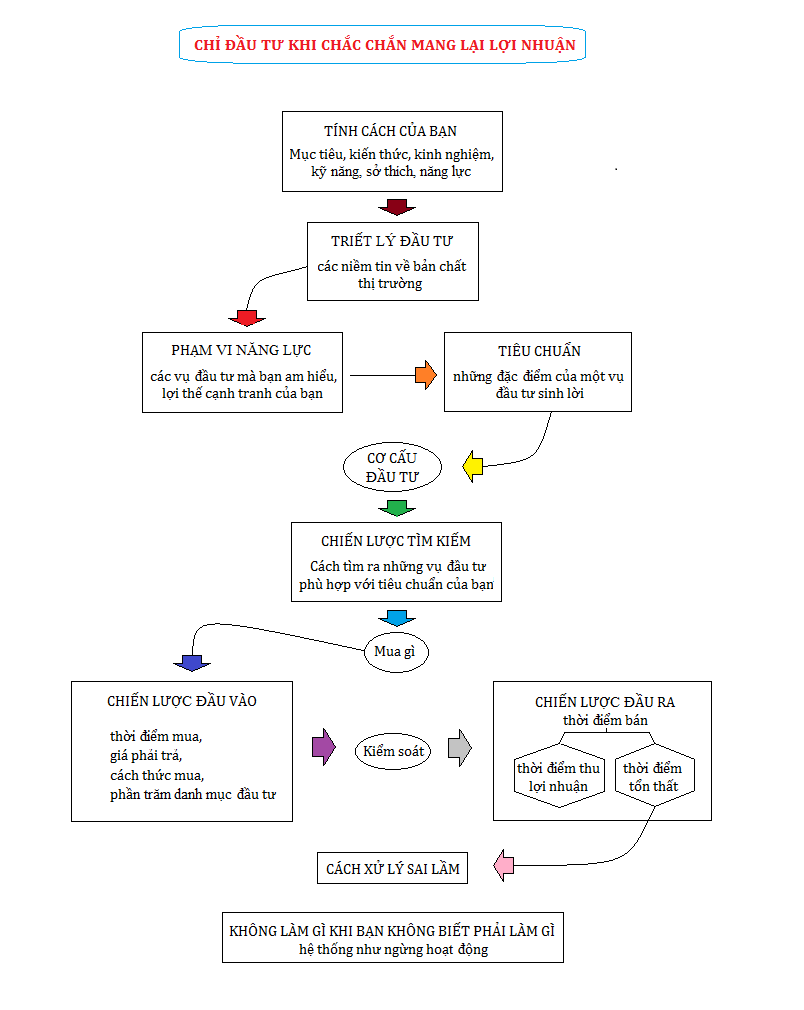 CHỈ ĐẦU TƯ KHI CHẮC CHẮN MANG LẠI LỢI NHUẬN
TÍNH CÁCH CỦA BẠN
Mục tiêu, kiến thức, kinh nghiệm,
kỹ năng, sở thích, năng lực
TRIẾT LÝ ĐẦU TƯ
các niềm tin về bản chất
thị trường
PHẠM VI NĂNG LỰC
các vụ đầu tư mà bạn am hiểu,
lợi thế cạnh tranh của bạn
TIÊU CHUẨN
những đặc điểm của một vụ
đầu tư sinh lời
CƠ CẤU
ĐẦU TƯ
CHIẾN LƯỢC TÌM KIẾM
Cách tìm ra những vụ đầu tư
phù hợp với tiêu chuẩn của bạn
Mua gì
CHIẾN LƯỢC ĐẦU VÀO
thời điểm mua,
giá phải trả,
cách thức mua,
phần trăm danh mục đầu tư
Kiểm soát
CHIẾN LƯỢC ĐẦU RA
thời điểm bán
thời điểm thu
lợi nhuận
thời điểm
tổn thất
CÁCH XỬ LÝ SAI LẦM
KHÔNG LÀM GÌ KHI BẠN KHÔNG BIẾT PHẢI LÀM GÌ
hệ thống như ngừng hoạt động